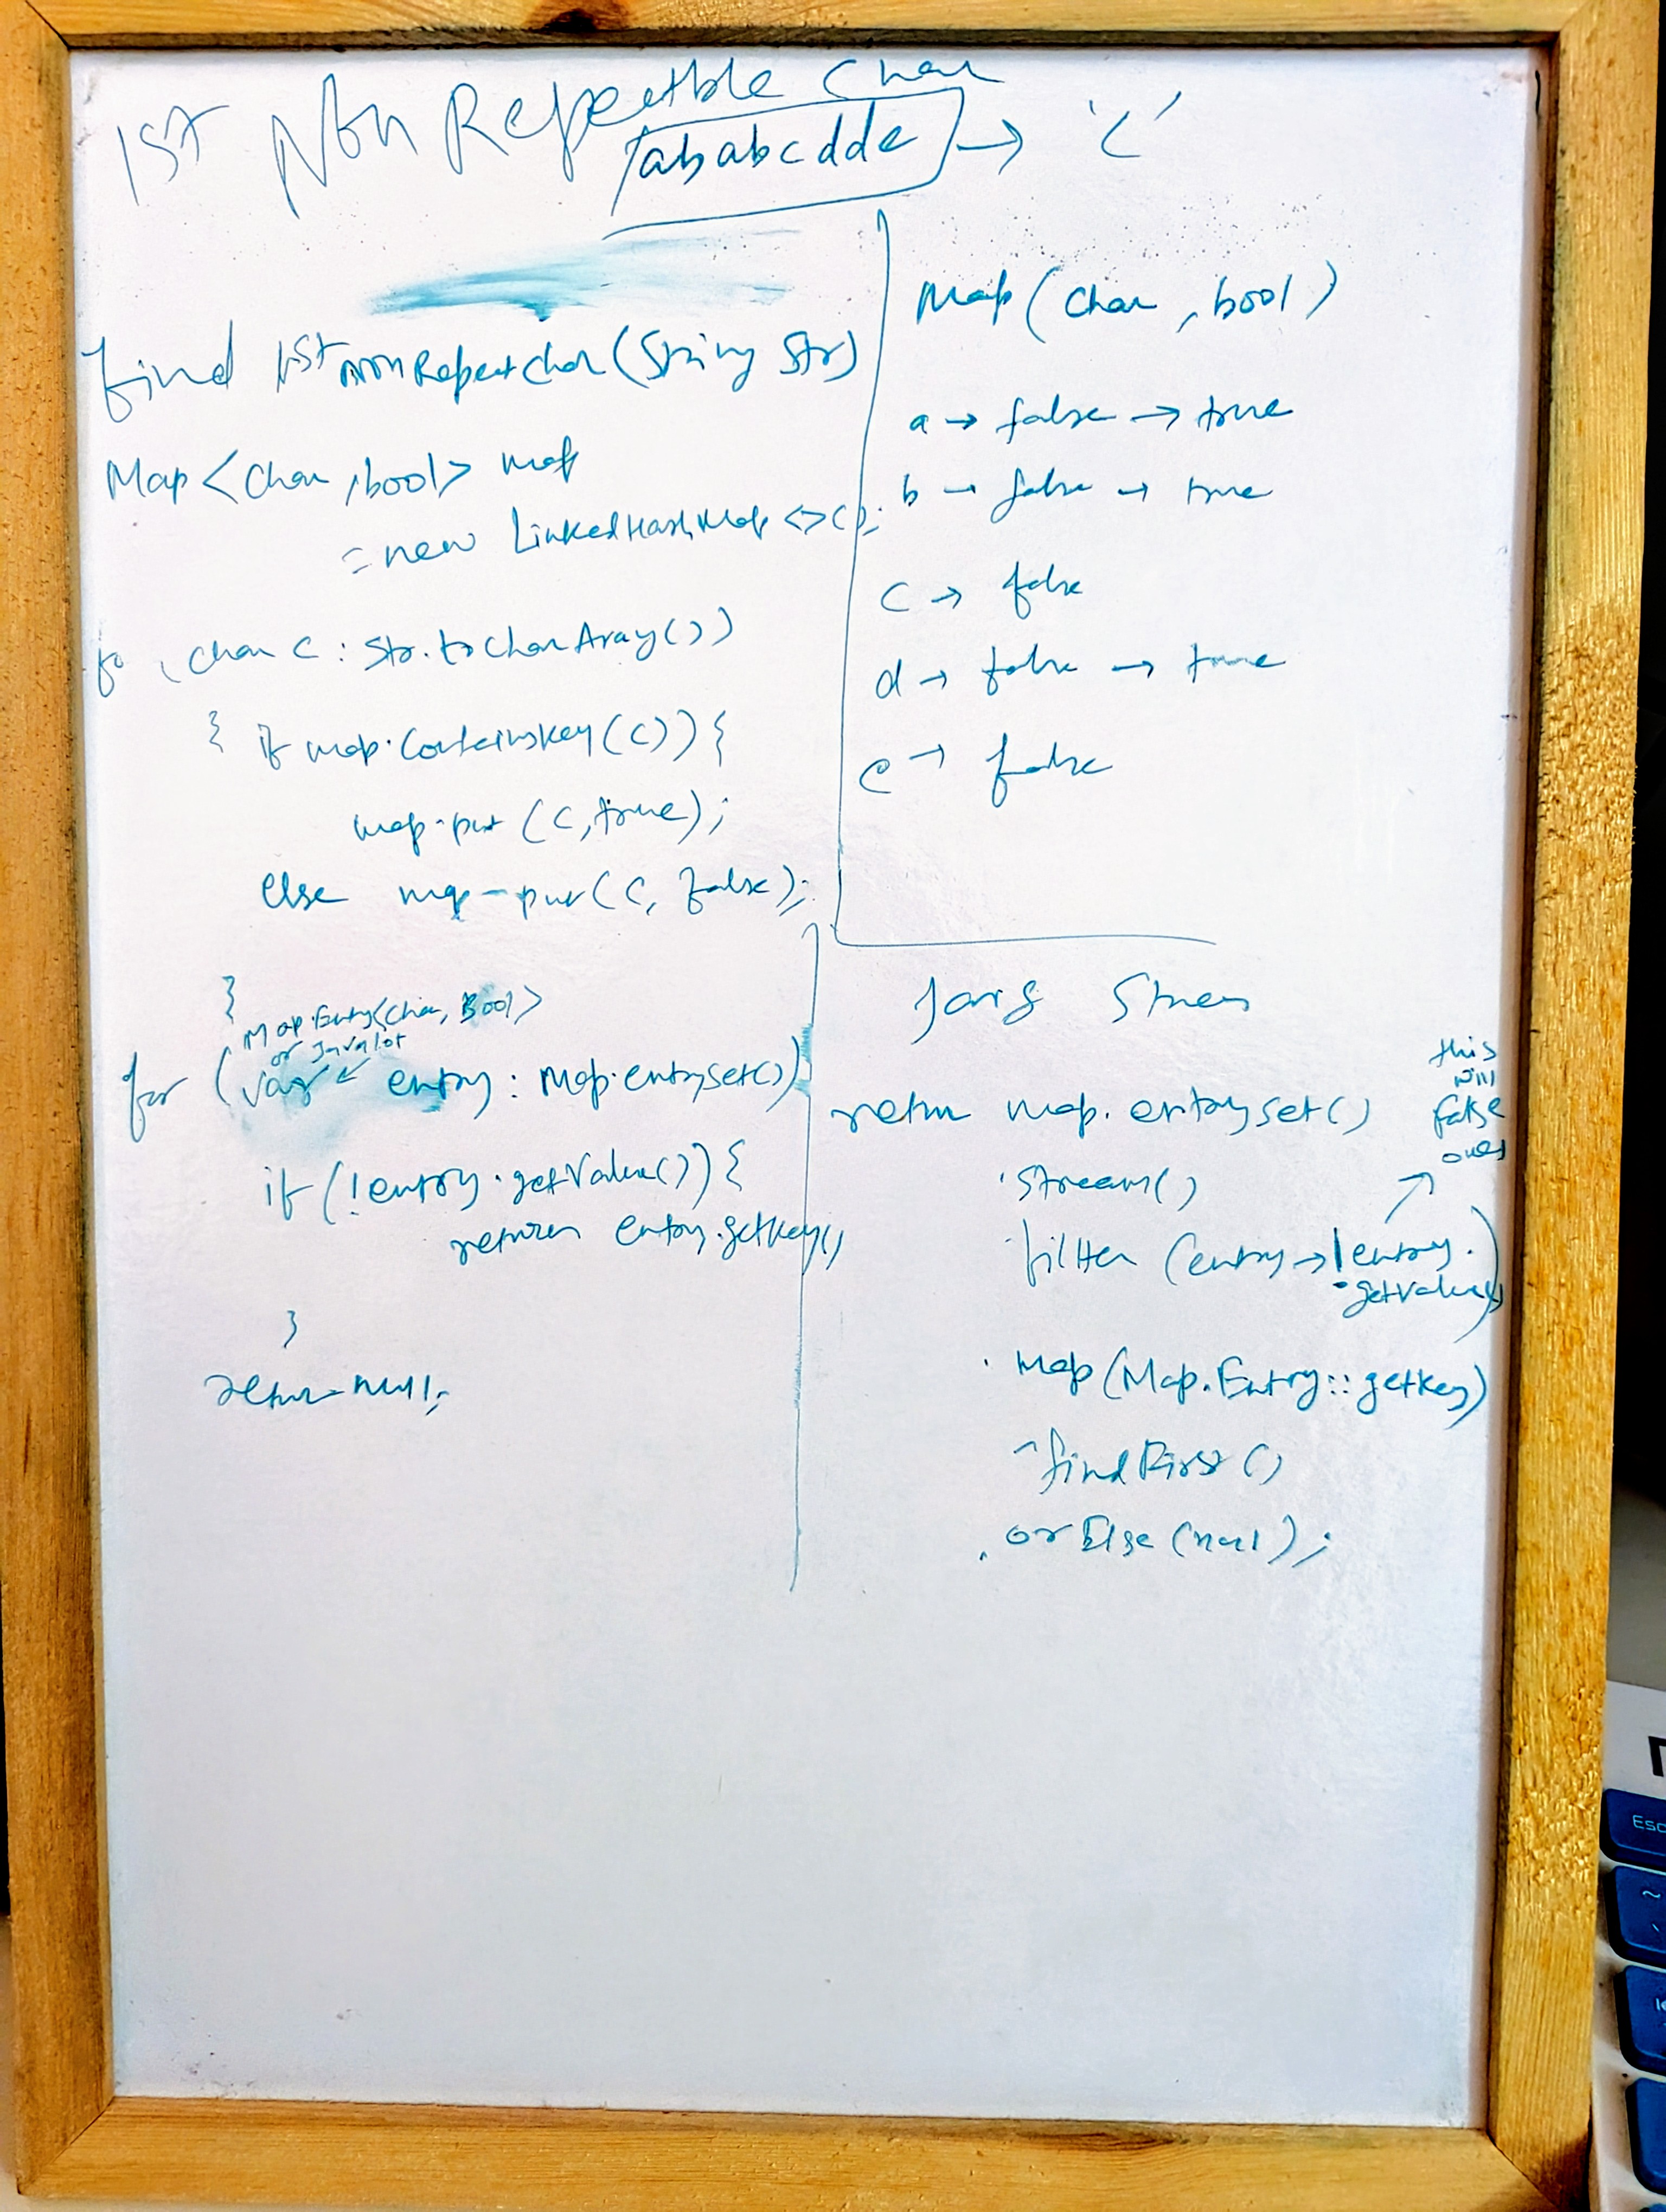 1st Non Repeatble Char
ababcdde → 'c'
find 1st nonRepeatChar(String str)
Map<Char, bool> map
= new LinkedHashMap<>();
fo (char c : str.toCharArray())
{ if map.containskey(c)) {
map.put (c, true);
else map.put(c, false);
}
Map.Entry<Char, Bool>
or Java 10t
for (var entry : Map.entryset())
if (!entry.getValue()) {
return entry.getkey()
}
return null;
Map (Char, bool)
a → false → true
b → false → true
c → false
d → false → true
e → false
Java 8 Stream
return map.entryset()
.stream()
filter (entry → !entry.
.getvalue())
this
will
false
ones
.map(Map.Entry::getkey)
.findFirst()
.orElse(null);
Esc
~